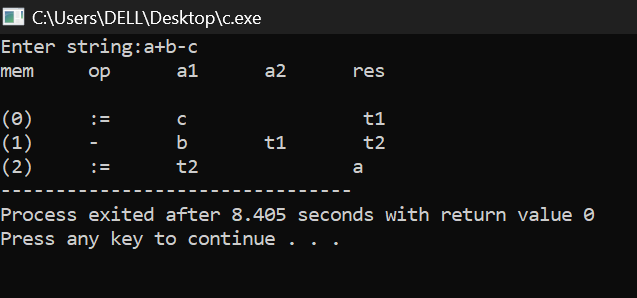 C:\Users\DELL\Desktop\c.exe
Enter string:a+b-c
mem op a1 a2 res
(0) := c t1
(1) - b t1 t2
(2) := t2 a
--------------------------------
Process exited after 8.405 seconds with return value 0
Press any key to continue . . .